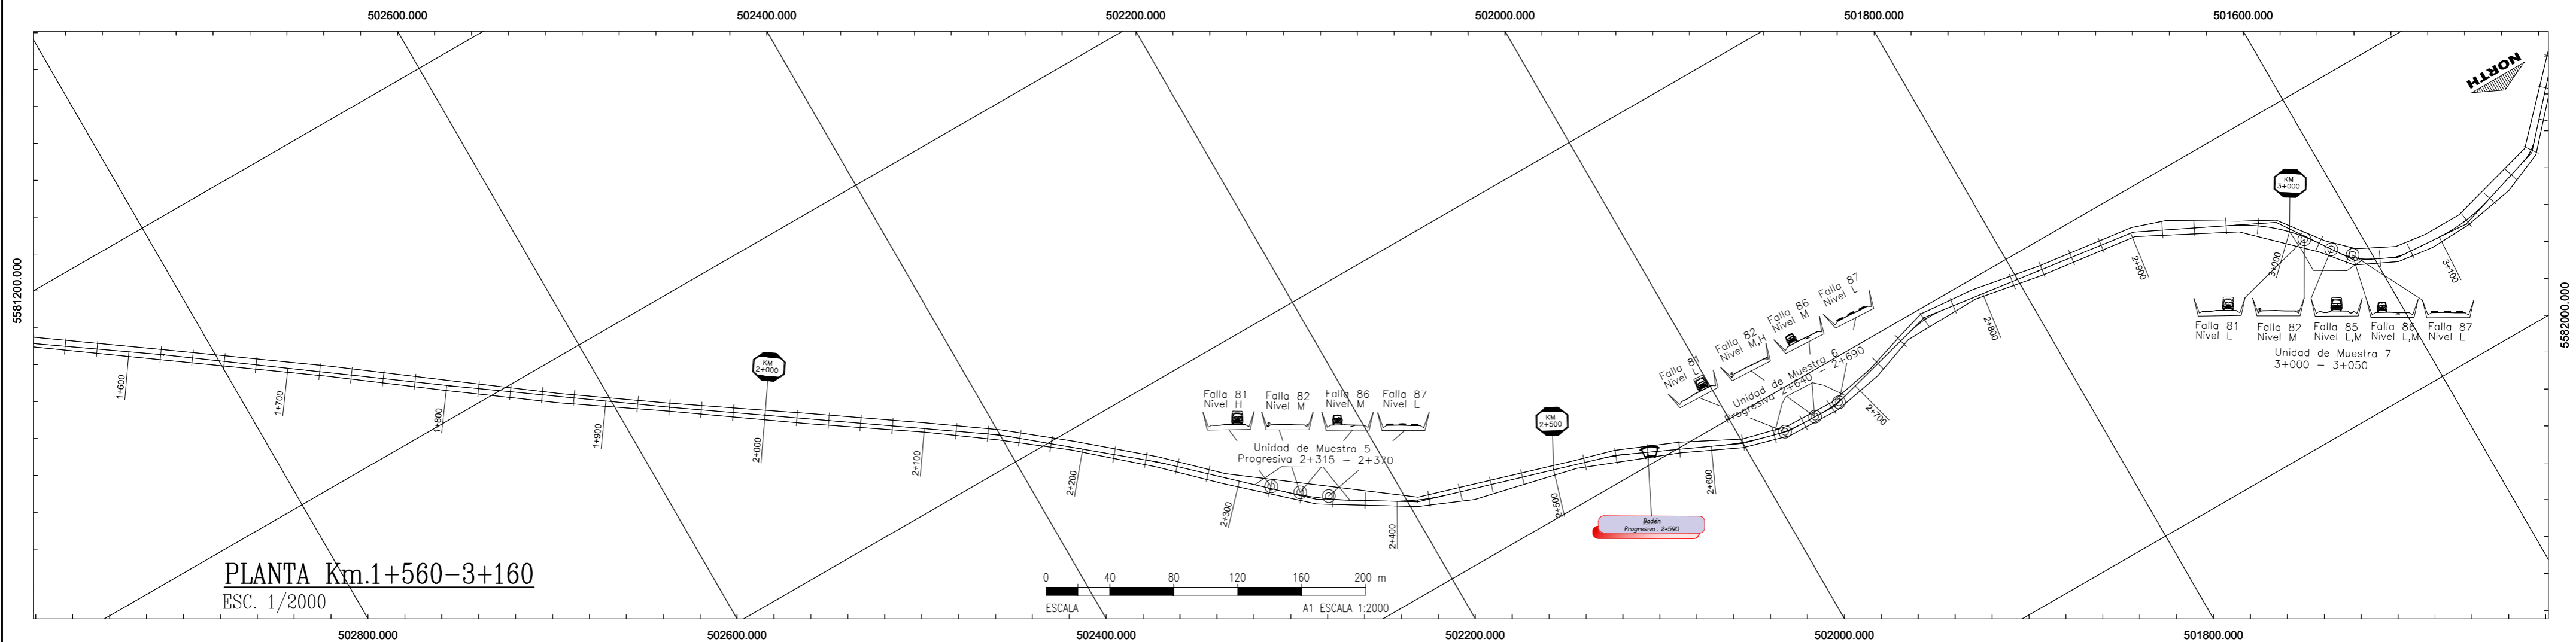 502600.000
502400.000
502200.000
502000.000
501800.000
501600.000
NORTH
5581200.000
5582000.000
KM
3+000
KM
2+000
KM
2+500
1+600
1+700
1+800
1+900
2+000
2+100
2+200
2+300
2+400
2+500
2+600
2+700
2+800
2+900
3+000
3+100
Falla 81
Nivel H
Falla 82
Nivel M
Falla 86
Nivel M
Falla 87
Nivel L
Unidad de Muestra 5
Progresiva 2+315 - 2+370
Falla 81
Nivel L
Falla 82
Nivel M,H
Falla 86
Nivel M
Falla 87
Nivel L
Unidad de Muestra 6
Progresiva 2+640 - 2+690
Falla 81
Nivel L
Falla 82
Nivel M
Falla 85
Nivel L,M
Falla 86
Nivel L,M
Falla 87
Nivel L
Unidad de Muestra 7
3+000 - 3+050
Badén
Progresiva : 2+590
PLANTA Km.1+560-3+160
ESC. 1/2000
0 40 80 120 160 200 m
ESCALA
A1 ESCALA 1:2000
502800.000
502600.000
502400.000
502200.000
502000.000
501800.000